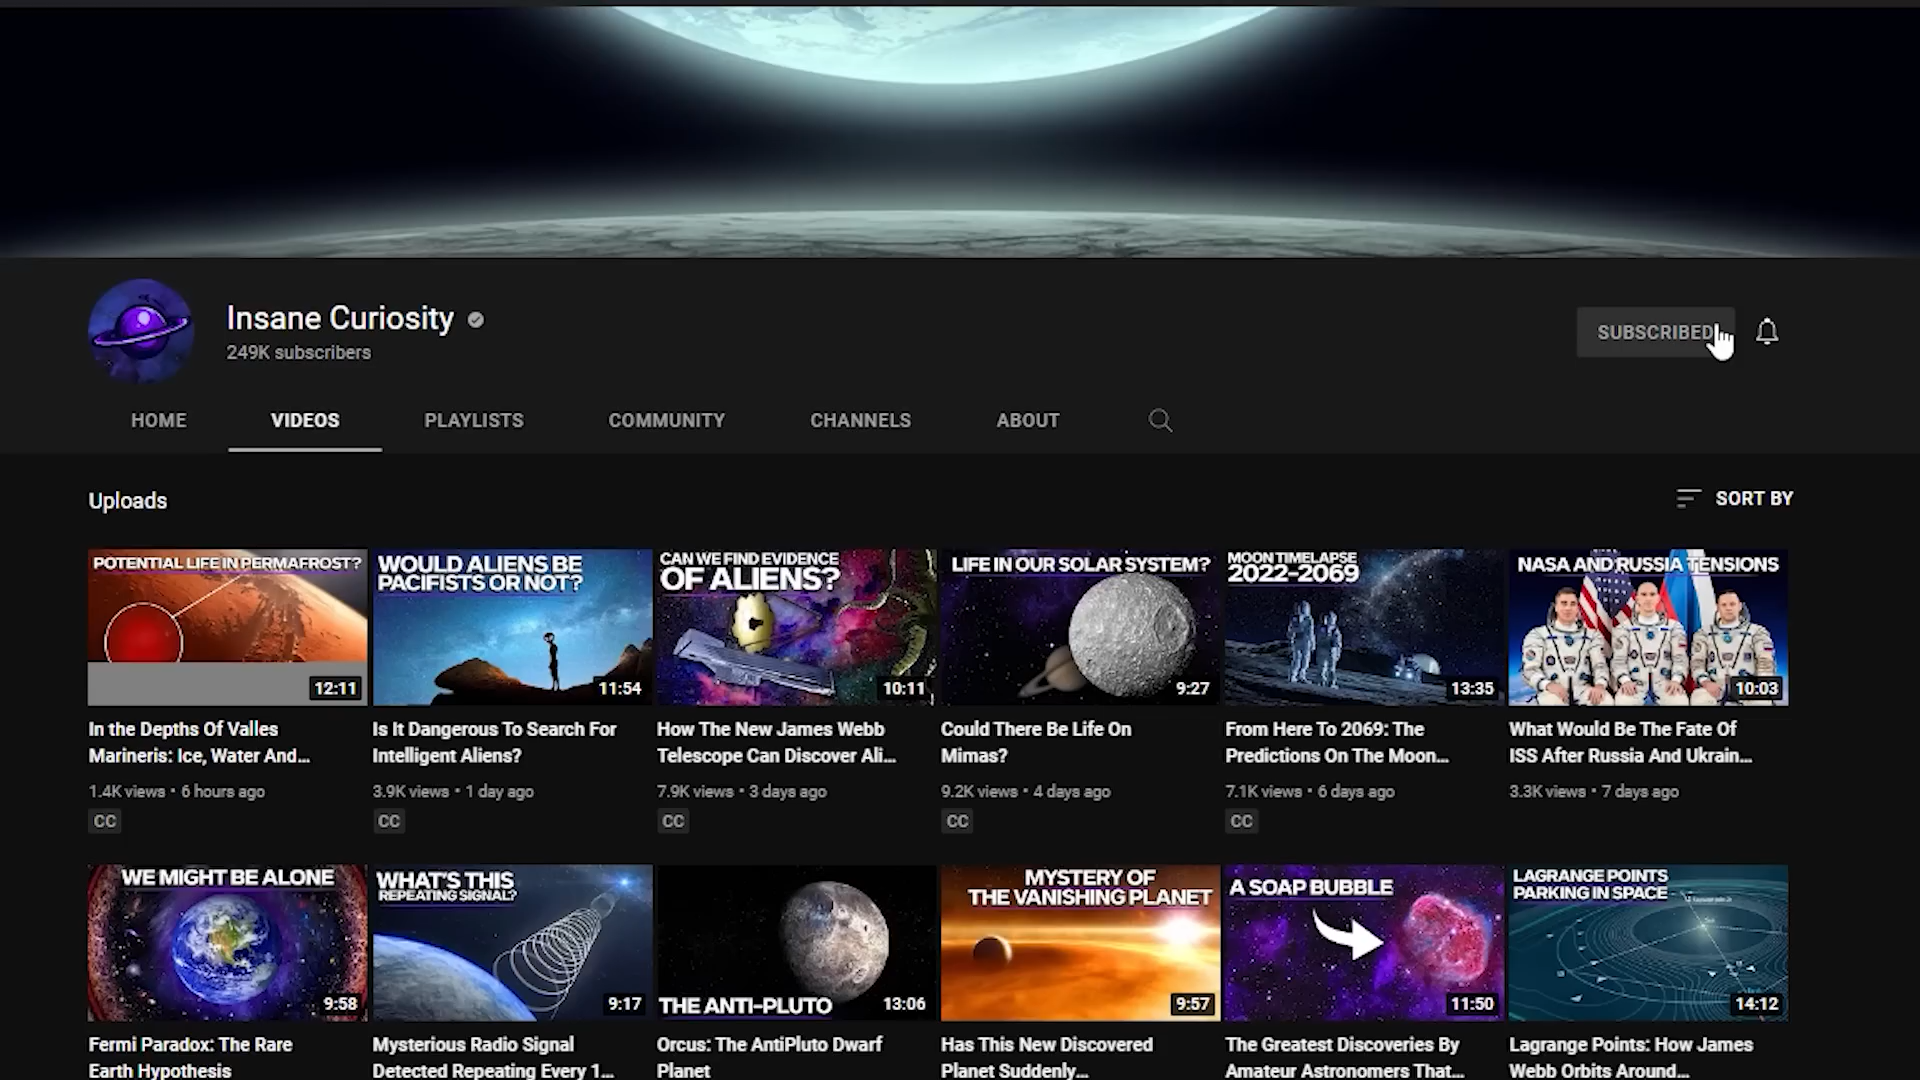 Insane Curiosity
249K subscribers
SUBSCRIBED
HOME
VIDEOS
PLAYLISTS
COMMUNITY
CHANNELS
ABOUT
Uploads
SORT BY
POTENTIAL LIFE IN PERMAFROST?
12:11
WOULD ALIENS BE
PACIFISTS OR NOT?
11:54
CAN WE FIND EVIDENCE
OF ALIENS?
10:11
LIFE IN OUR SOLAR SYSTEM?
9:27
MOON TIMELAPSE
2022-2069
13:35
NASA AND RUSSIA TENSIONS
10:03
In the Depths Of Valles
Marineris: Ice, Water And...
1.4K views • 6 hours ago
CC
Is It Dangerous To Search For
Intelligent Aliens?
3.9K views • 1 day ago
CC
How The New James Webb
Telescope Can Discover Ali...
7.9K views • 3 days ago
CC
Could There Be Life On
Mimas?
9.2K views • 4 days ago
CC
From Here To 2069: The
Predictions On The Moon...
7.1K views • 6 days ago
CC
What Would Be The Fate Of
ISS After Russia And Ukrain...
3.3K views • 7 days ago
WE MIGHT BE ALONE
9:58
WHAT'S THIS
REPEATING SIGNAL?
9:17
THE ANTI-PLUTO
13:06
MYSTERY OF
THE VANISHING PLANET
9:57
A SOAP BUBBLE
11:50
LAGRANGE POINTS
PARKING IN SPACE
14:12
Fermi Paradox: The Rare
Earth Hypothesis
Mysterious Radio Signal
Detected Repeating Every 1...
Orcus: The AntiPluto Dwarf
Planet
Has This New Discovered
Planet Suddenly...
The Greatest Discoveries By
Amateur Astronomers That...
Lagrange Points: How James
Webb Orbits Around...